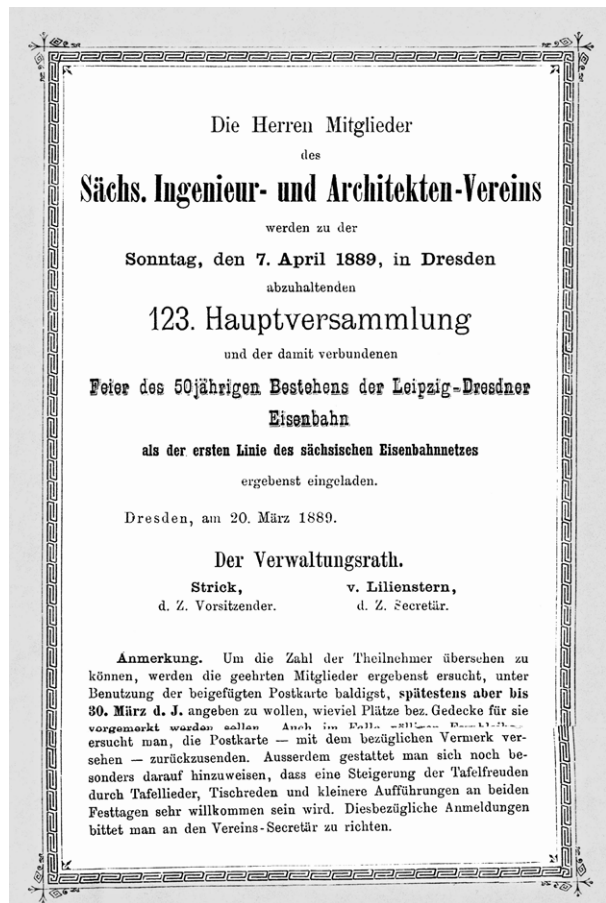 Die Herren Mitglieder
des
Sächs. Ingenieur- und Architekten-Vereins
werden zu der
Sonntag, den 7. April 1889, in Dresden
abzuhaltenden
123. Hauptversammlung
und der damit verbundenen
Feier des 50jährigen Bestehens der Leipzig-Dresdner
Eisenbahn
als der ersten Linie des sächsischen Eisenbahnnetzes
ergebenst eingeladen.
Dresden, am 20. März 1889.
Der Verwaltungsrath.
Strick, v. Lilienstern,
d. Z. Vorsitzender. d. Z. Secretär.
Anmerkung. Um die Zahl der Theilnehmer übersehen zu
können, werden die geehrten Mitglieder ergebenst ersucht, unter
Benutzung der beigefügten Postkarte baldigst, spätestens aber bis
30. März d. J. angeben zu wollen, wieviel Plätze bez. Gedecke für sie
vorgemerkt werden sollen Auch im Falle
ersucht man, die Postkarte — mit dem bezüglichen Vermerk ver-
sehen — zurückzusenden. Ausserdem gestattet man sich noch be-
sonders darauf hinzuweisen, dass eine Steigerung der Tafelfreuden
durch Tafellieder, Tischreden und kleinere Aufführungen an beiden
Festtagen sehr willkommen sein wird. Diesbezügliche Anmeldungen
bittet man an den Vereins-Secretär zu richten.